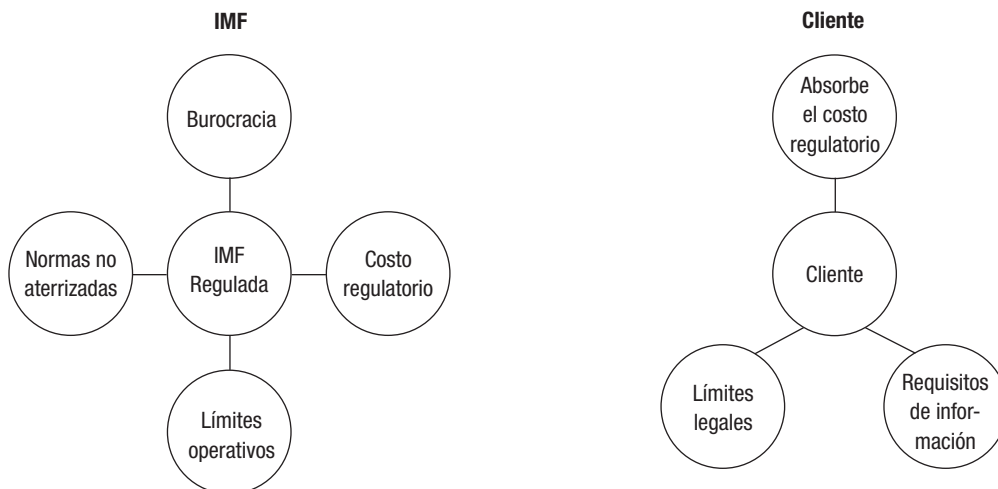 IMF
Burocracia
Normas no
aterrizadas
IMF
Regulada
Costo
regulatorio
Límites
operativos
Cliente
Absorbe
el costo
regulatorio
Cliente
Límites
legales
Requisitos
de infor-
mación